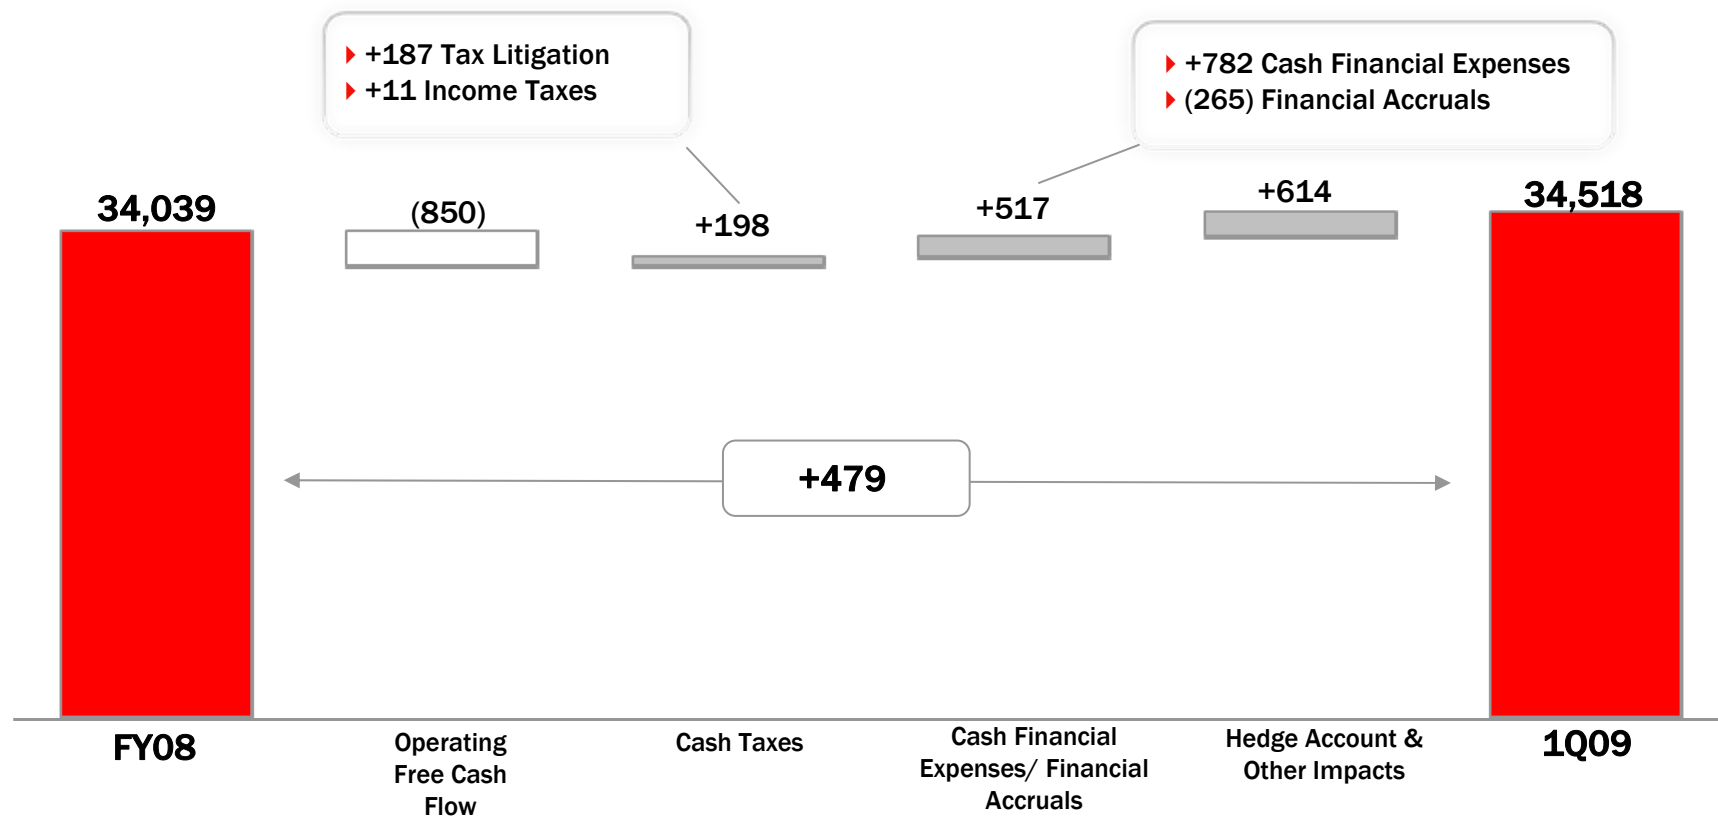 +187 Tax Litigation
+11 Income Taxes
+782 Cash Financial Expenses
(265) Financial Accruals
34,039
(850)
+198
+517
+614
34,518
+479
FY08
Operating
Free Cash
Flow
Cash Taxes
Cash Financial
Expenses/ Financial
Accruals
Hedge Account &
Other Impacts
1Q09